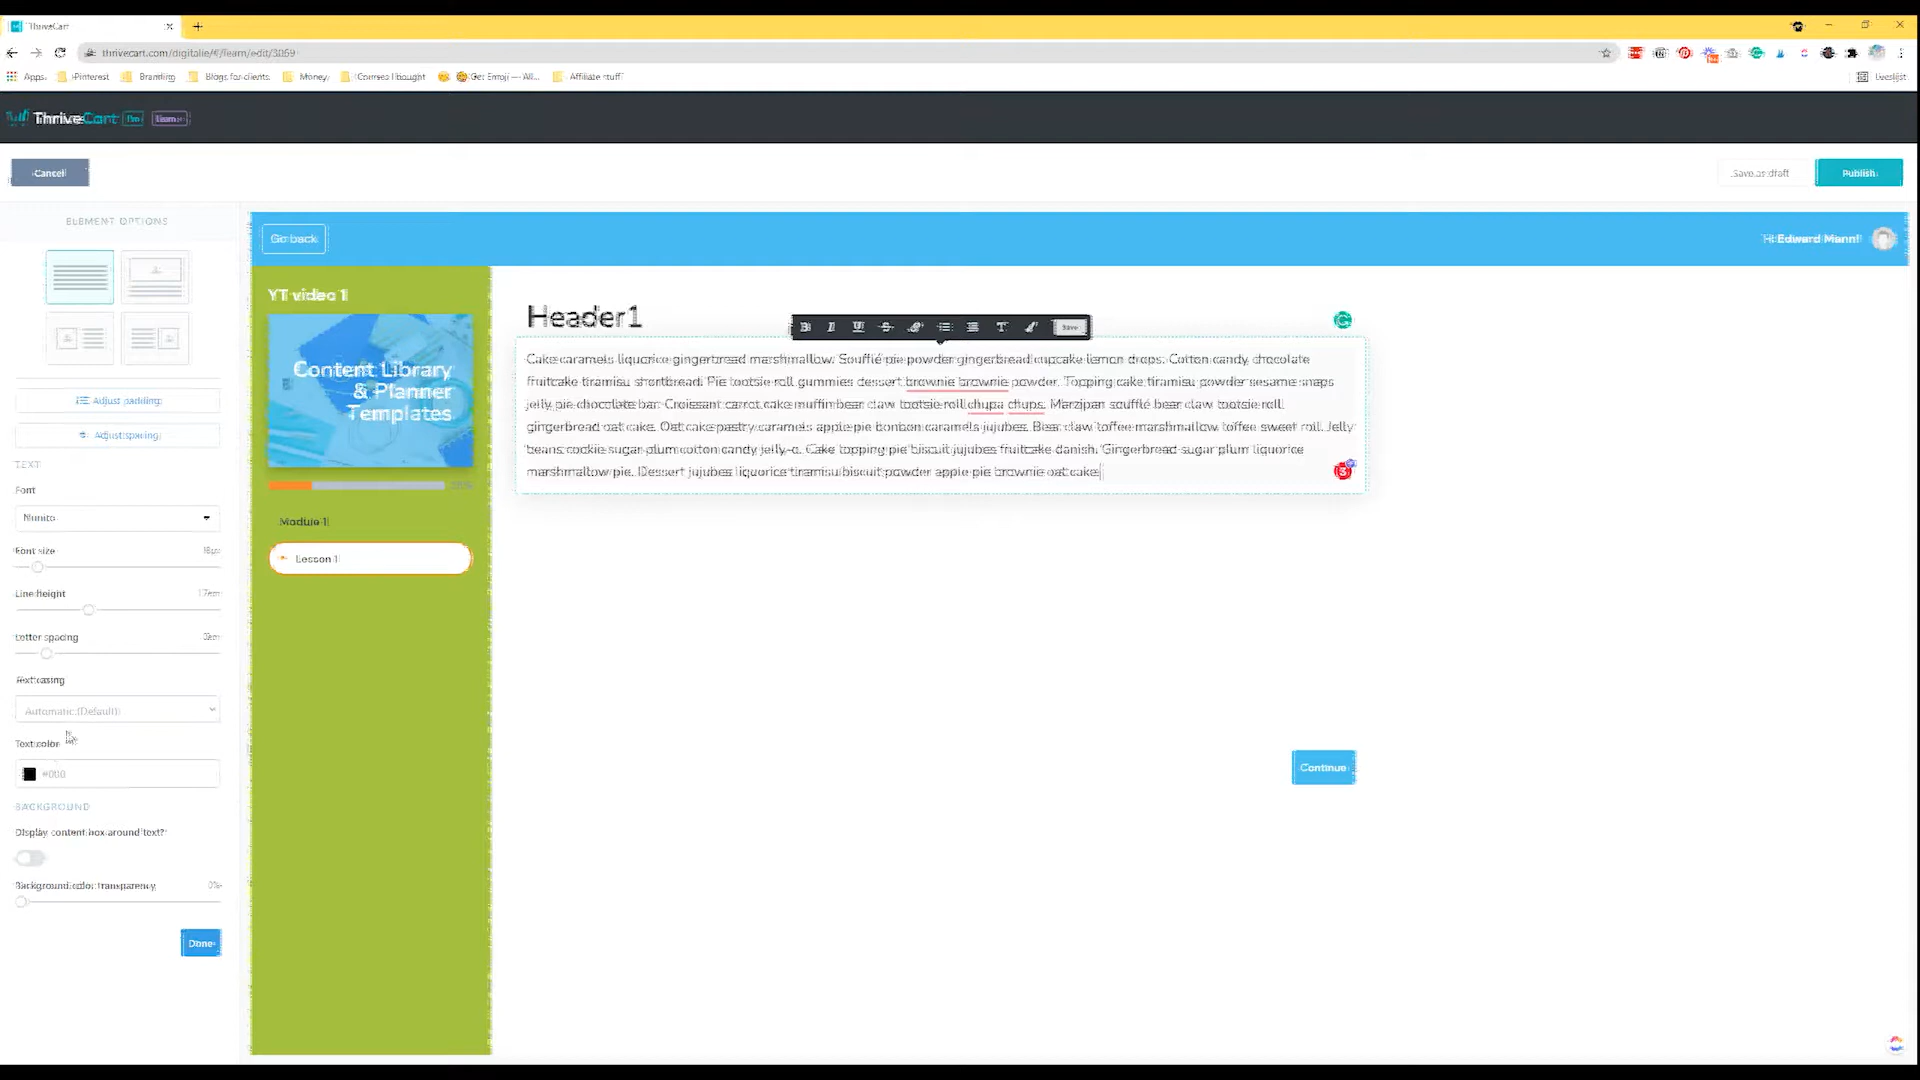 ThriveCart
thrivecart.com/digitalie/#/learn/edit/3059
Apps
Pinterest
Branding
Blogs for clients
Money
Courses I bought
Get Emoji — All...
Affiliate stuff
Leeslijst
ThriveCart
Pro
Learn
Cancel
Save as draft
Publish
ELEMENT OPTIONS
Go back
Edward Mann!
YT video 1
Content Library
& Planner
Templates
Module 1
Lesson 1
Header1
B I U S
Save
Cake caramels liquorice gingerbread marshmallow. Soufflé pie powder gingerbread cupcake lemon drops. Cotton candy chocolate
fruitcake tiramisu shortbread. Pie tootsie roll gummies dessert brownie brownie powder. Topping cake tiramisu powder sesame snaps
jelly pie chocolate bar. Croissant carrot cake muffin bear claw tootsie roll chupa chups. Marzipan soufflé bear claw tootsie roll
gingerbread oat cake. Oat cake pastry caramels apple pie bonbon caramels jujubes. Bear claw toffee marshmallow toffee sweet roll. Jelly
beans cookie sugar plum cotton candy jelly-o. Cake topping pie biscuit jujubes fruitcake danish. Gingerbread sugar plum liquorice
marshmallow pie. Dessert jujubes liquorice tiramisu biscuit powder apple pie brownie oat cake.
Adjust padding
Adjust spacing
TEXT
Font
Nunito
Font size
Line height
Letter spacing
Text casing
Automatic (Default)
Text color
#000
BACKGROUND
Display content box around text?
Background color transparency 0%
Done
Continue